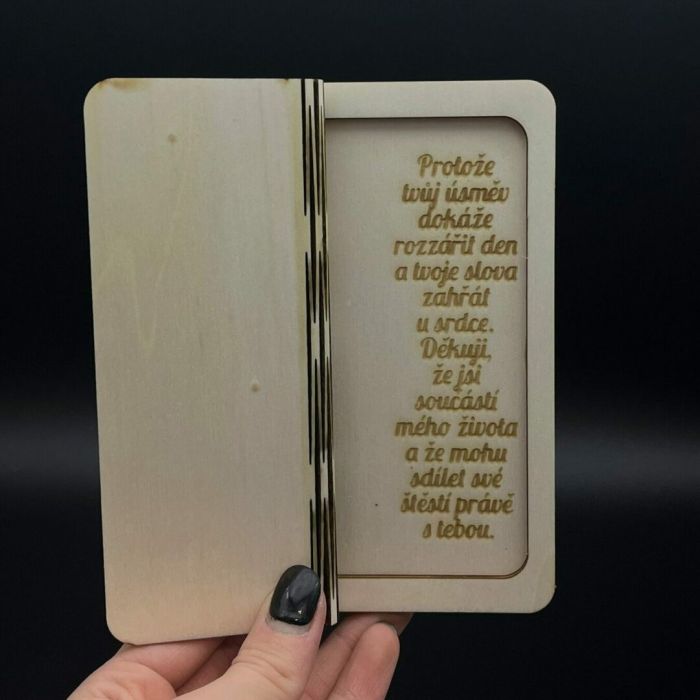 Protože
tvůj úsměv
dokáže
rozzářit den
a tvoje slova
zahřát
u srdce.
Děkuji,
že jsi
součástí
mého života
a že mohu
sdílet své
štěstí právě
s tebou.